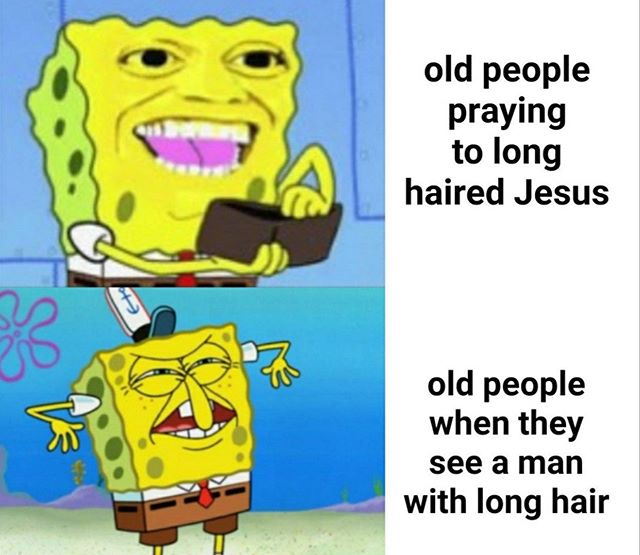 old people
praying
to long
haired Jesus
old people
when they
see a man
with long hair